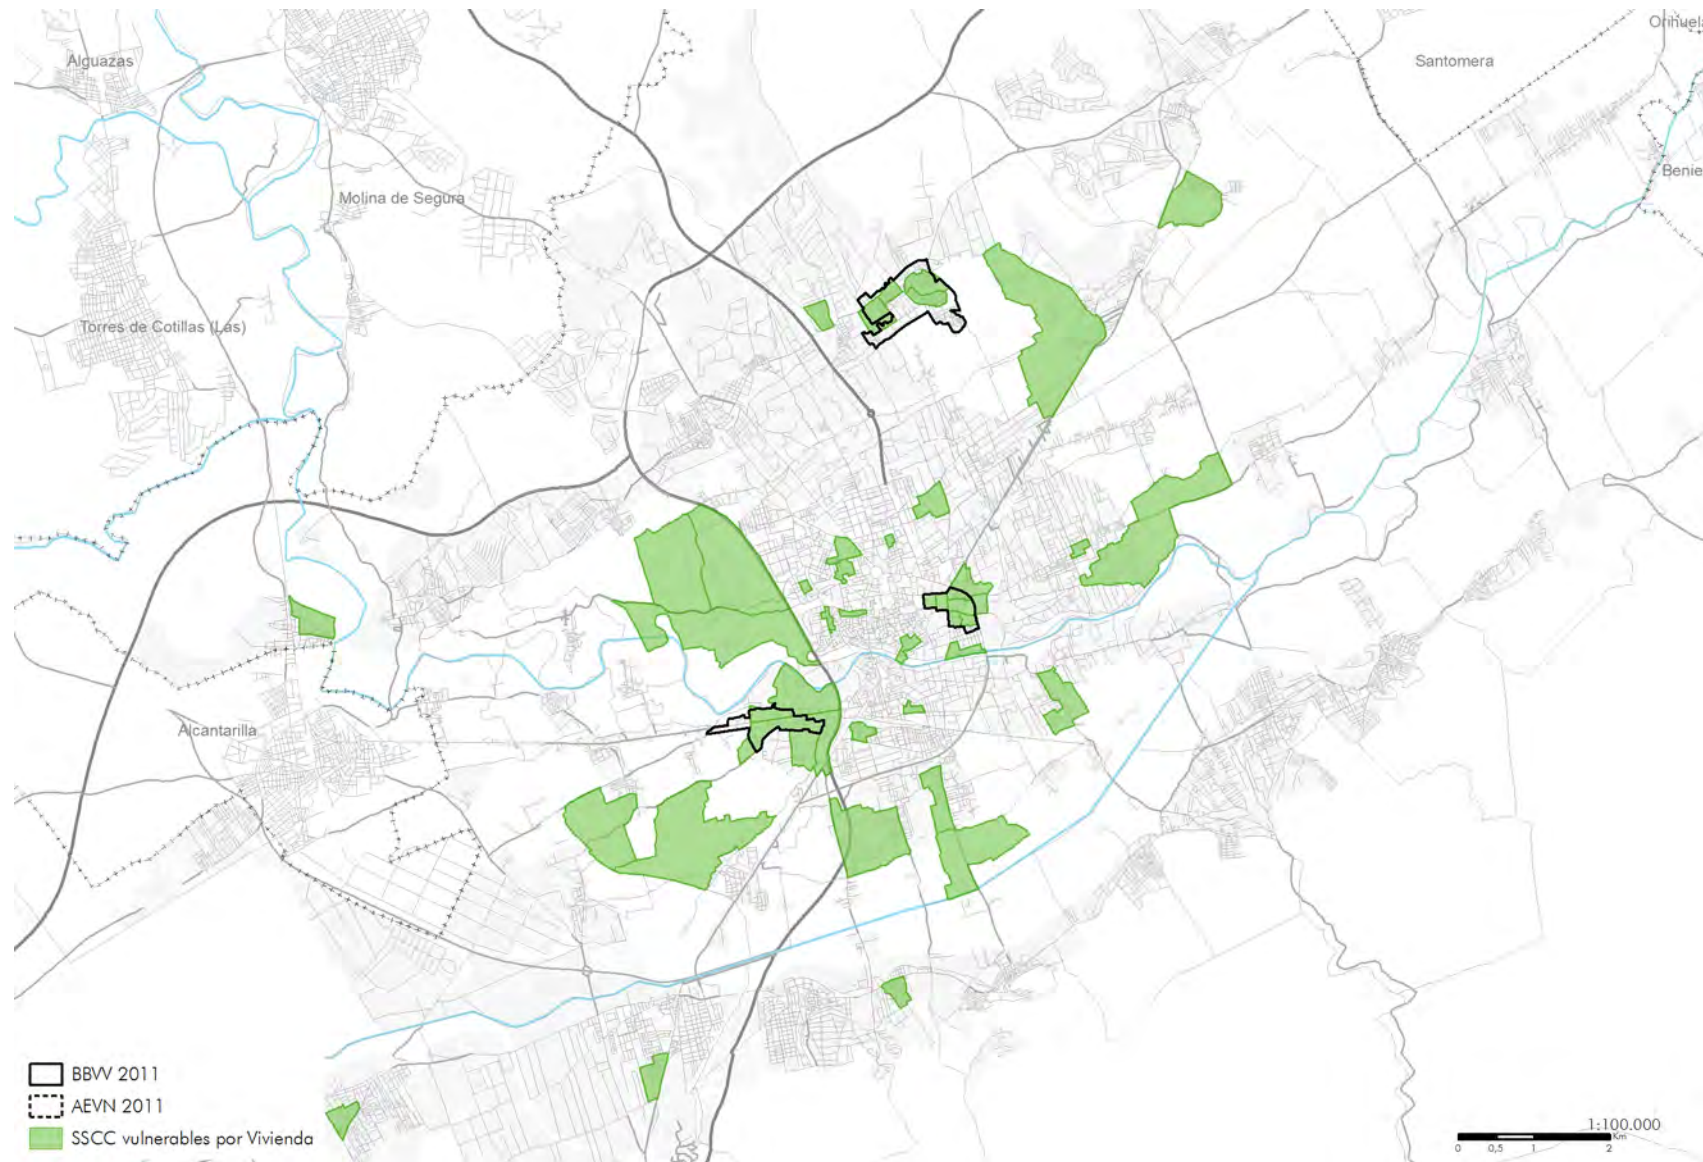 Orihuela
Alguazas
Santomera
Benie
Molina de Segura
Torres de Cotillas (Las)
Alcantarilla
BBVV 2011
AEVN 2011
SSCC vulnerables por Vivienda
1:100.000
Km
0 0,5 1 2